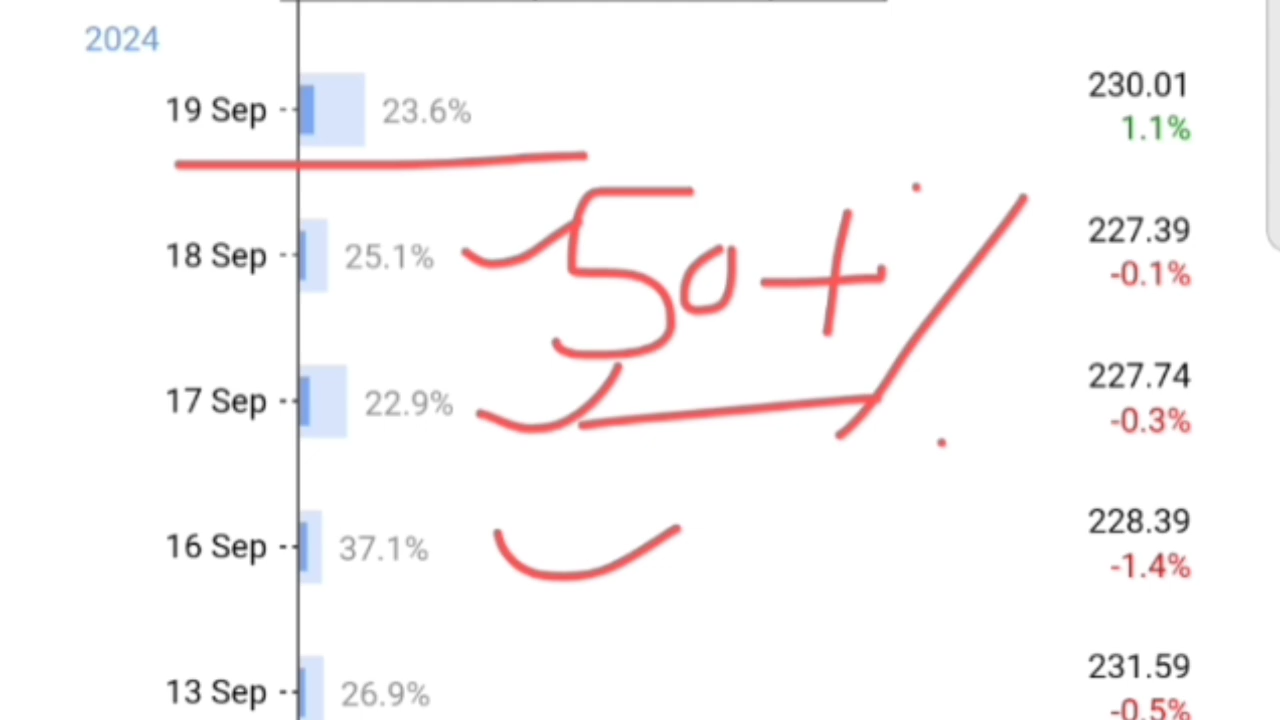 2024
19 Sep 23.6% 230.01
1.1%
18 Sep 25.1% 227.39
-0.1%
50+%
17 Sep 22.9% 227.74
-0.3%
16 Sep 37.1% 228.39
-1.4%
13 Sep 26.9% 231.59
-0.5%